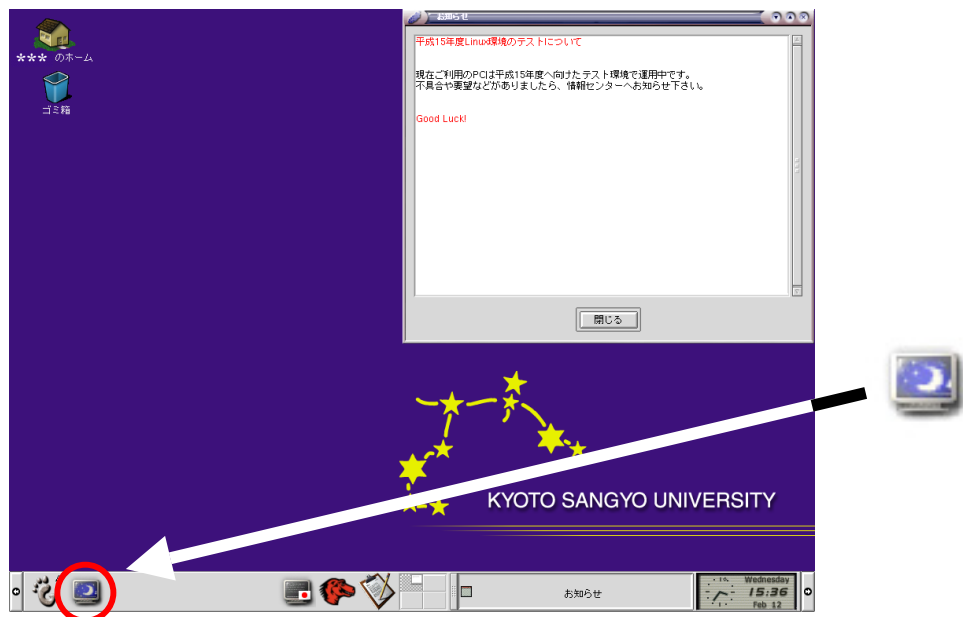 お知らせ
平成15年度Linux環境のテストについて
現在ご利用のPCは平成15年度へ向けたテスト環境で運用中です。
不具合や要望などがありましたら、情報センターへお知らせ下さい。
Good Luck!
閉じる
*** のホーム
ゴミ箱
KYOTO SANGYO UNIVERSITY
お知らせ
Wednesday
15:36
Feb 12